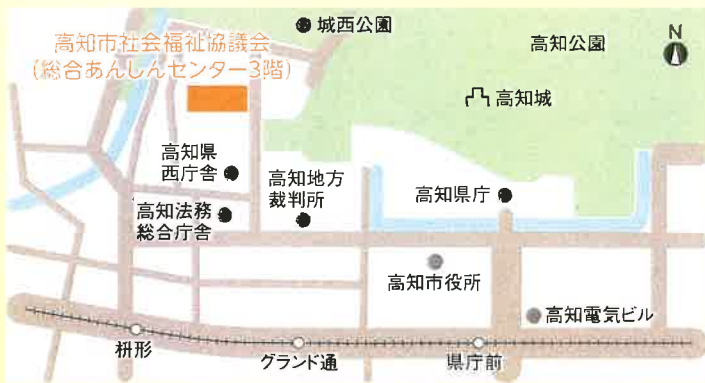 城西公園
高知市社会福祉協議会
(総合あんしんセンター3階)
高知公園
N
高知城
高知県
西庁舎
高知地方
裁判所
高知県庁
高知法務
総合庁舎
高知市役所
高知電気ビル
枡形
グランド通
県庁前